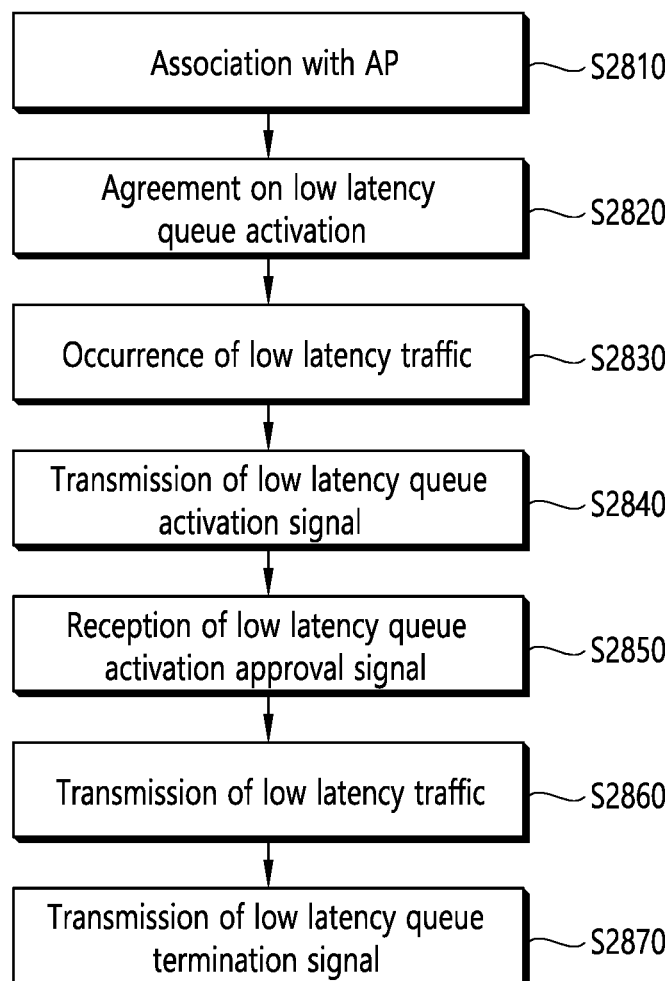 Association with AP
S2810
Agreement on low latency
queue activation
S2820
Occurrence of low latency traffic
S2830
Transmission of low latency queue
activation signal
S2840
Reception of low latency queue
activation approval signal
S2850
Transmission of low latency traffic
S2860
Transmission of low latency queue
termination signal
S2870